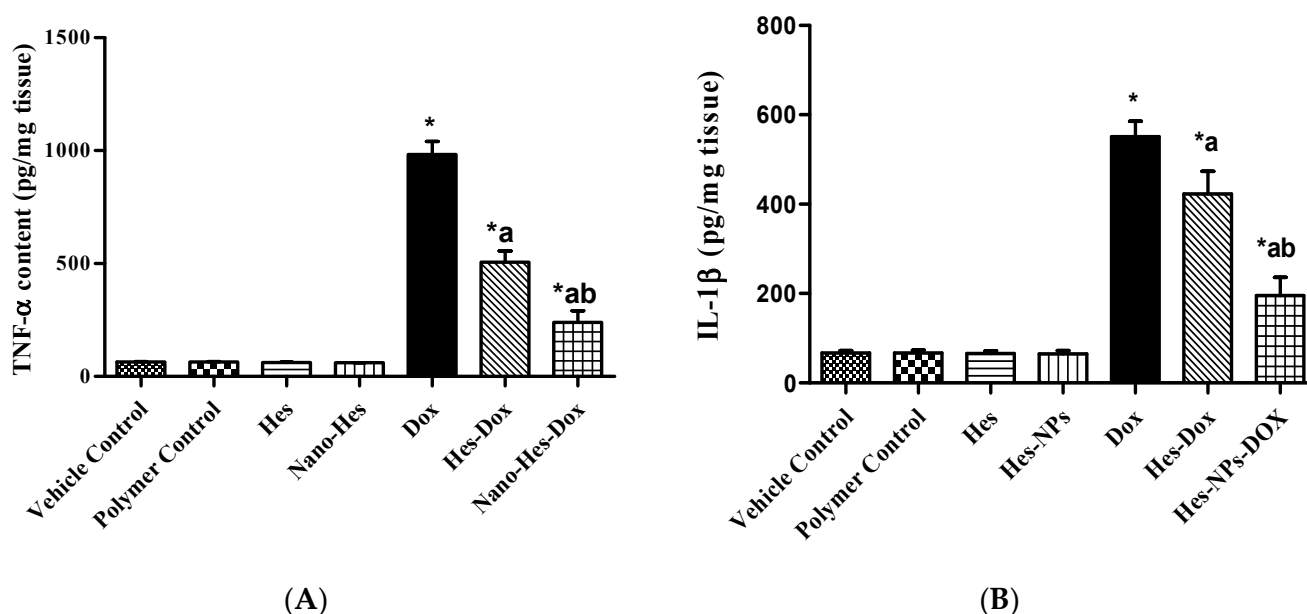 TNF-α content (pg/mg tissue)
1500
1000
500
0
*
*a
*ab
Vehicle Control
Polymer Control
Hes
Nano-Hes
Dox
Hes-Dox
Nano-Hes-Dox
(A)
IL-1β (pg/mg tissue)
800
600
400
200
0
*
*a
*ab
Vehicle Control
Polymer Control
Hes
Hes-NPs
Dox
Hes-Dox
Hes-NPs-DOX
(B)